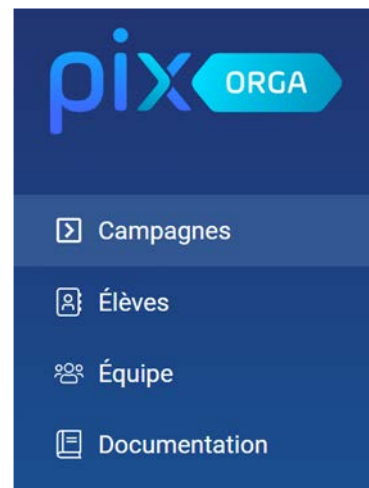 pix ORGA
Campagnes
Élèves
Équipe
Documentation